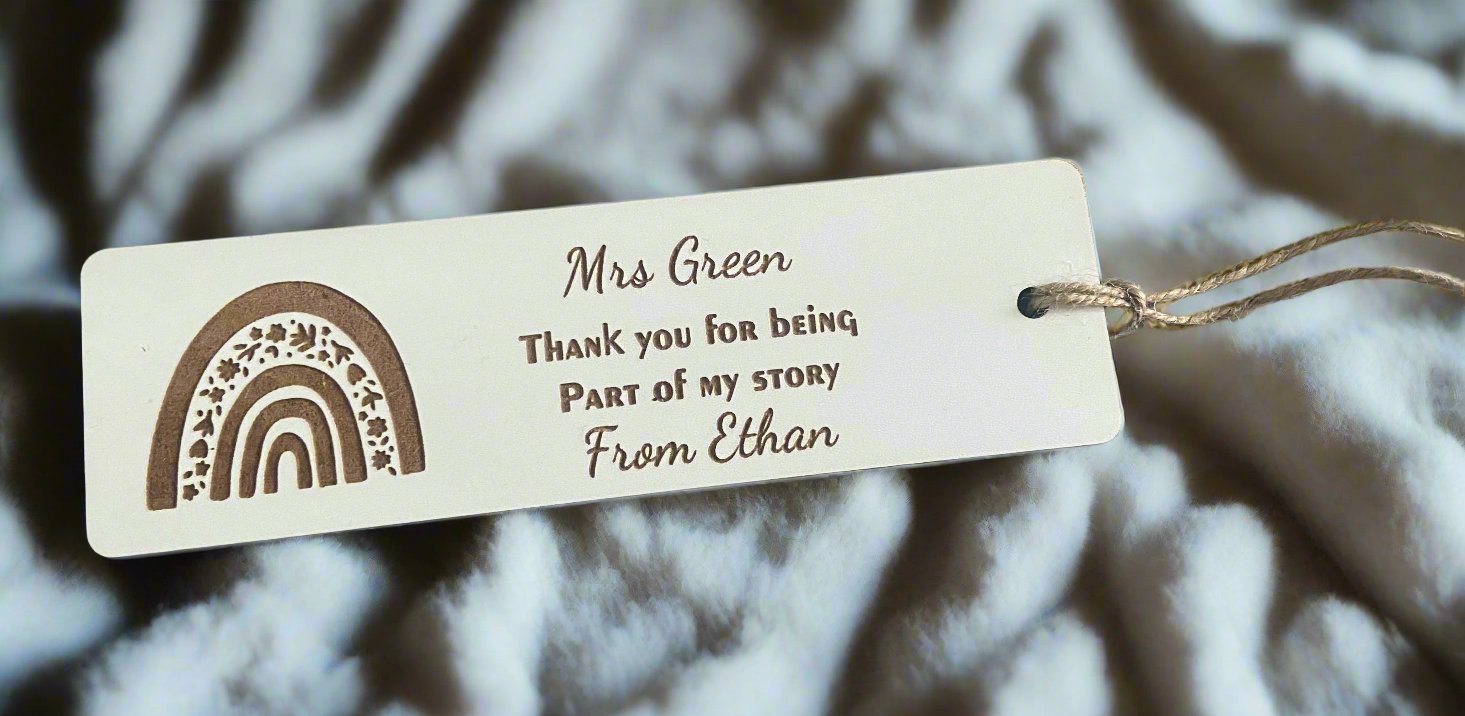 Mrs Green
Thank you for being
Part of my story
From Ethan